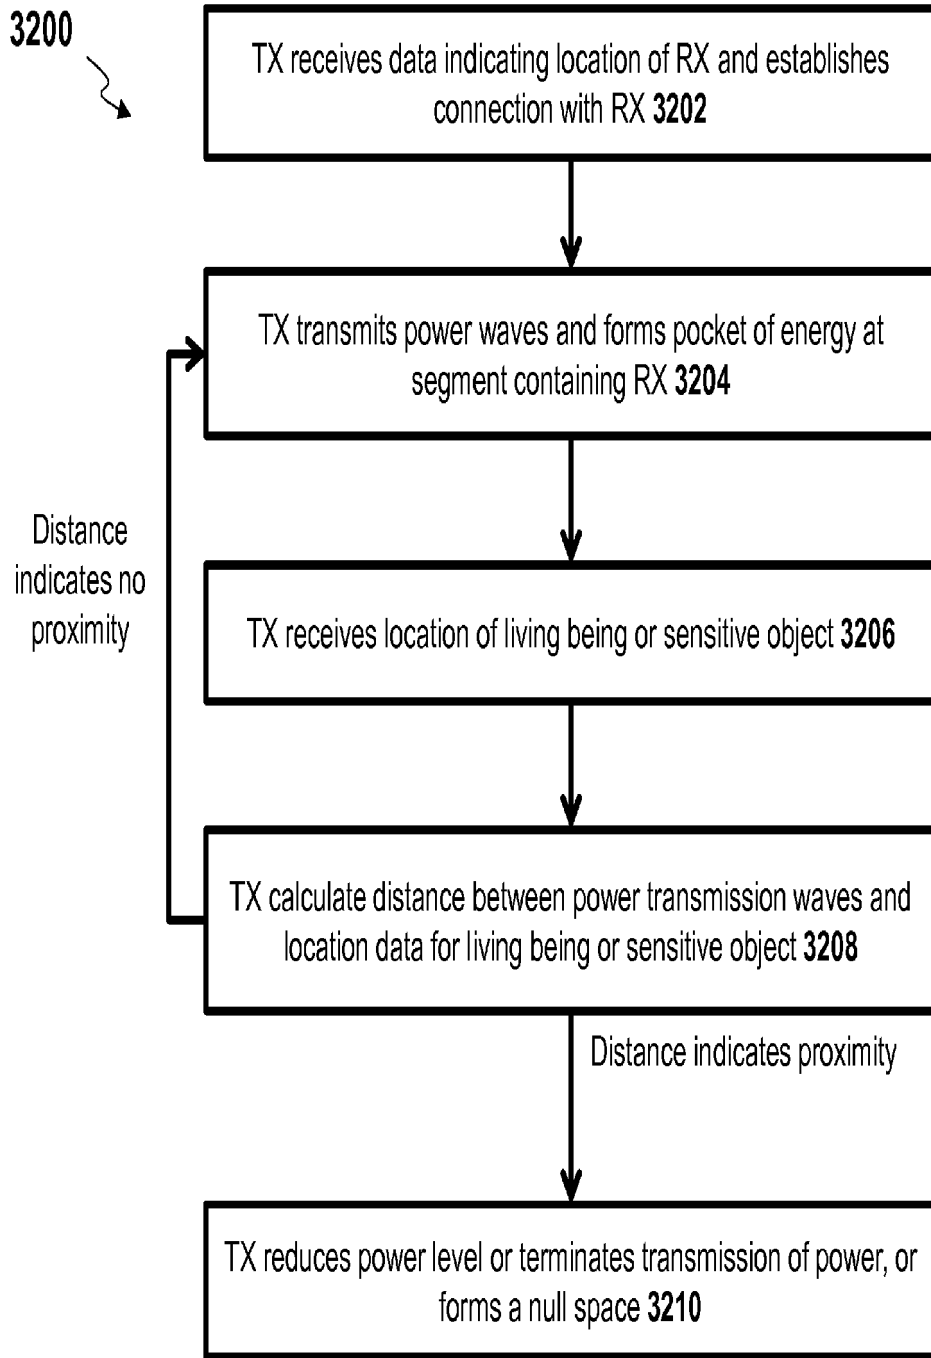 3200
TX receives data indicating location of RX and establishes
connection with RX 3202
TX transmits power waves and forms pocket of energy at
segment containing RX 3204
Distance
indicates no
proximity
TX receives location of living being or sensitive object 3206
TX calculate distance between power transmission waves and
location data for living being or sensitive object 3208
Distance indicates proximity
TX reduces power level or terminates transmission of power, or
forms a null space 3210